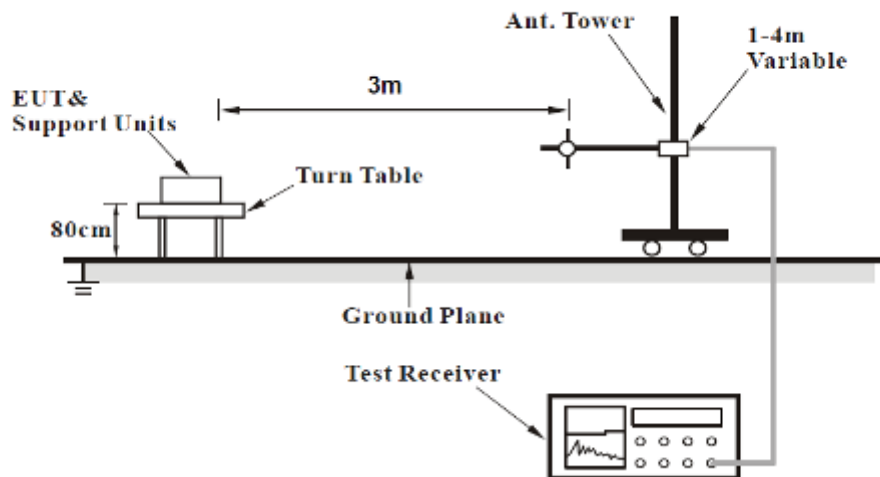 Ant. Tower
1-4m
Variable
3m
EUT&
Support Units
Turn Table
80cm
Ground Plane
Test Receiver